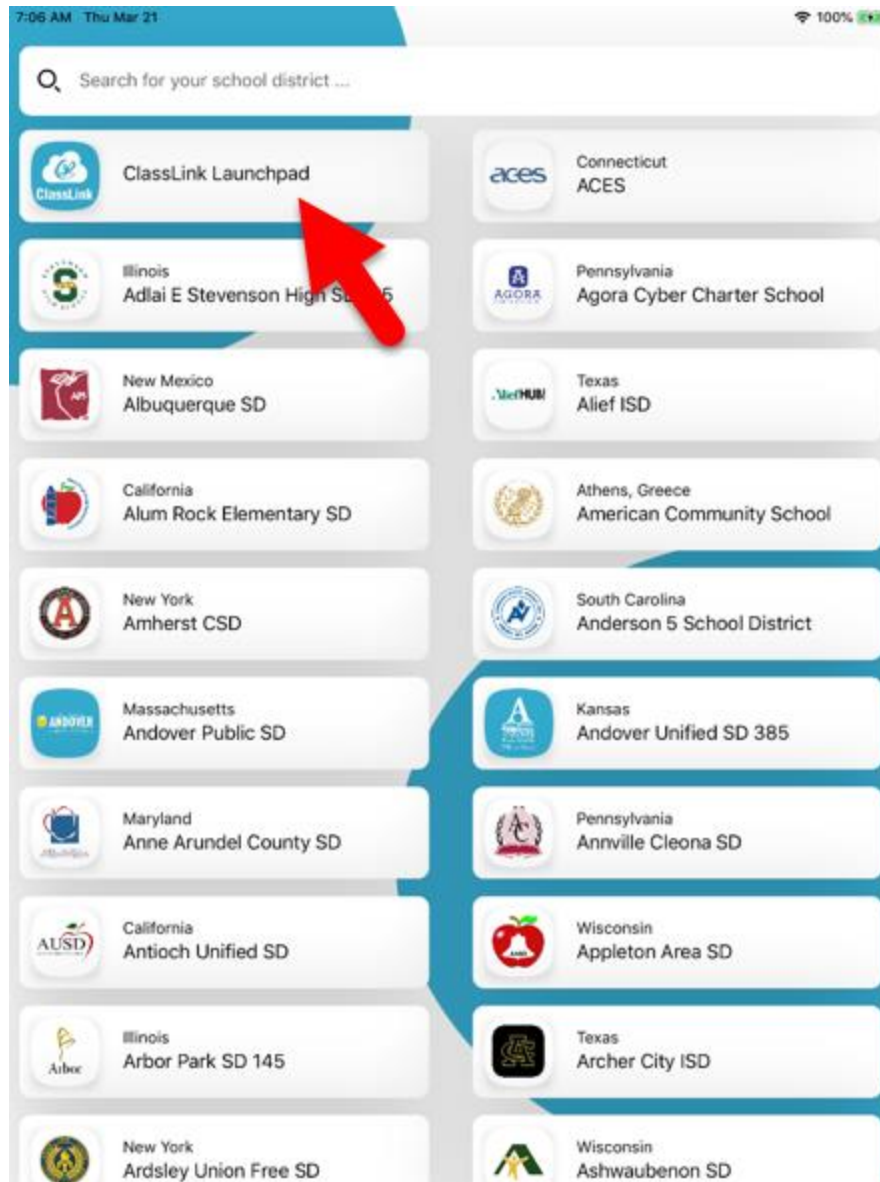 7:06 AM Thu Mar 21
100%
Search for your school district ...
ClassLink
ClassLink Launchpad
aces
Connecticut
ACES
Illinois
Adlai E Stevenson High
AGORA
Pennsylvania
Agora Cyber Charter School
New Mexico
Albuquerque SD
AliefHUB!
Texas
Alief ISD
California
Alum Rock Elementary SD
Athens, Greece
American Community School
A
New York
Amherst CSD
South Carolina
Anderson 5 School District
ANDOVER
Massachusetts
Andover Public SD
A
Kansas
Andover Unified SD 385
Maryland
Anne Arundel County SD
AC
Pennsylvania
Annville Cleona SD
AUSD
California
Antioch Unified SD
Wisconsin
Appleton Area SD
Arbor
Illinois
Arbor Park SD 145
Texas
Archer City ISD
New York
Ardsley Union Free SD
Wisconsin
Ashwaubenon SD